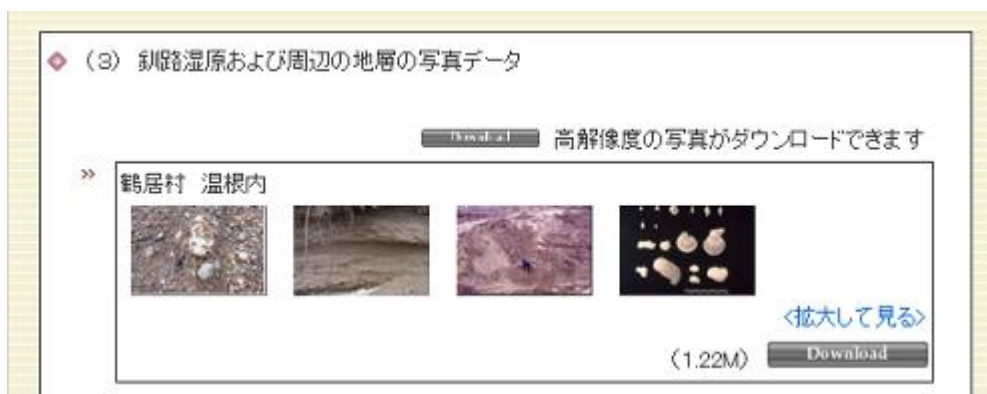 (3) 釧路湿原および周辺の地層の写真データ
Download 高解像度の写真がダウンロードできます
»
鶴居村 温根内
<拡大して見る>
(1.22M) Download